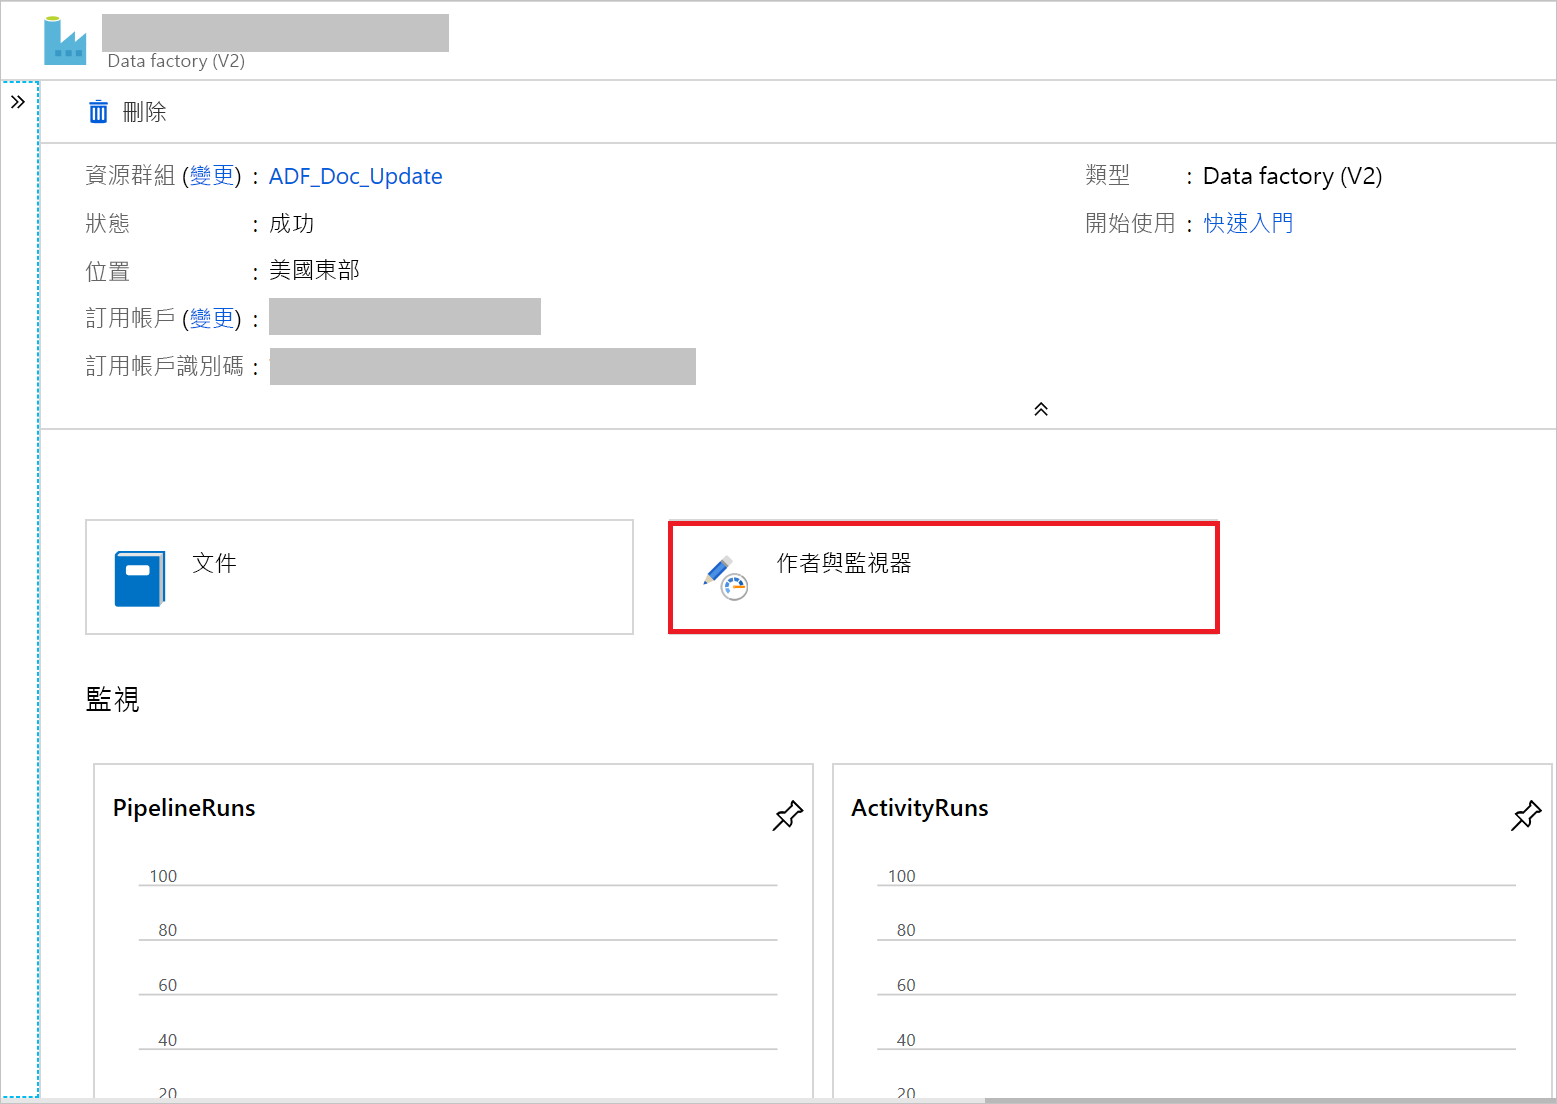 Data factory (V2)
刪除
資源群組 (變更) : ADF_Doc_Update
類型 : Data factory (V2)
狀態 : 成功
開始使用 : 快速入門
位置 : 美國東部
訂用帳戶 (變更) :
訂用帳戶識別碼 :
文件
作者與監視器
監視
PipelineRuns
100
80
60
40
20
ActivityRuns
100
80
60
40
20